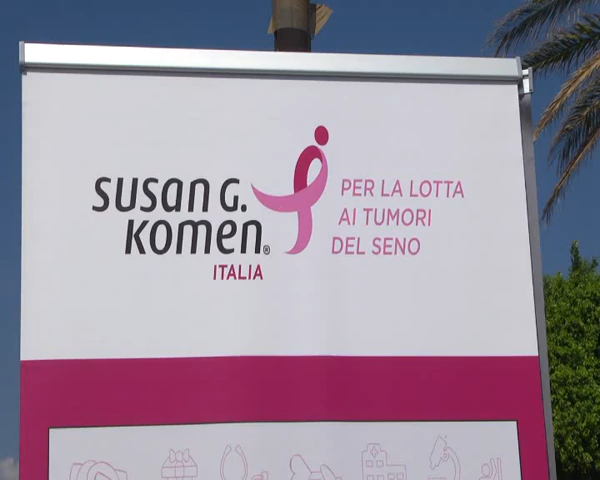 susan G.
komen®
ITALIA
PER LA LOTTA
AI TUMORI
DEL SENO